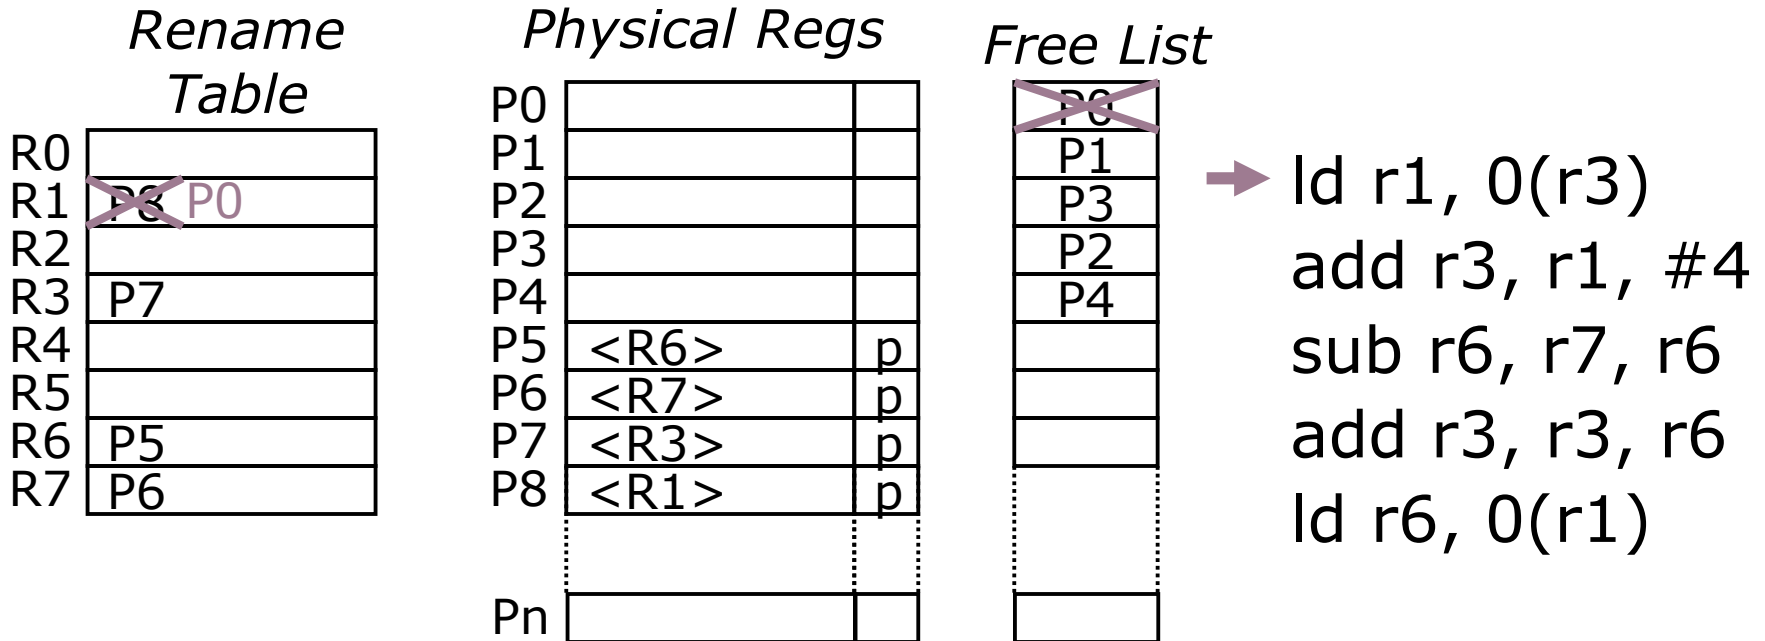 Rename
Table
R0
R1 P8 P0
R2
R3 P7
R4
R5
R6 P5
R7 P6
Physical Regs
P0
P1
P2
P3
P4
P5 <R6> p
P6 <R7> p
P7 <R3> p
P8 <R1> p
Pn
Free List
P0
P1
P3
P2
P4
ld r1, 0(r3)
add r3, r1, #4
sub r6, r7, r6
add r3, r3, r6
ld r6, 0(r1)